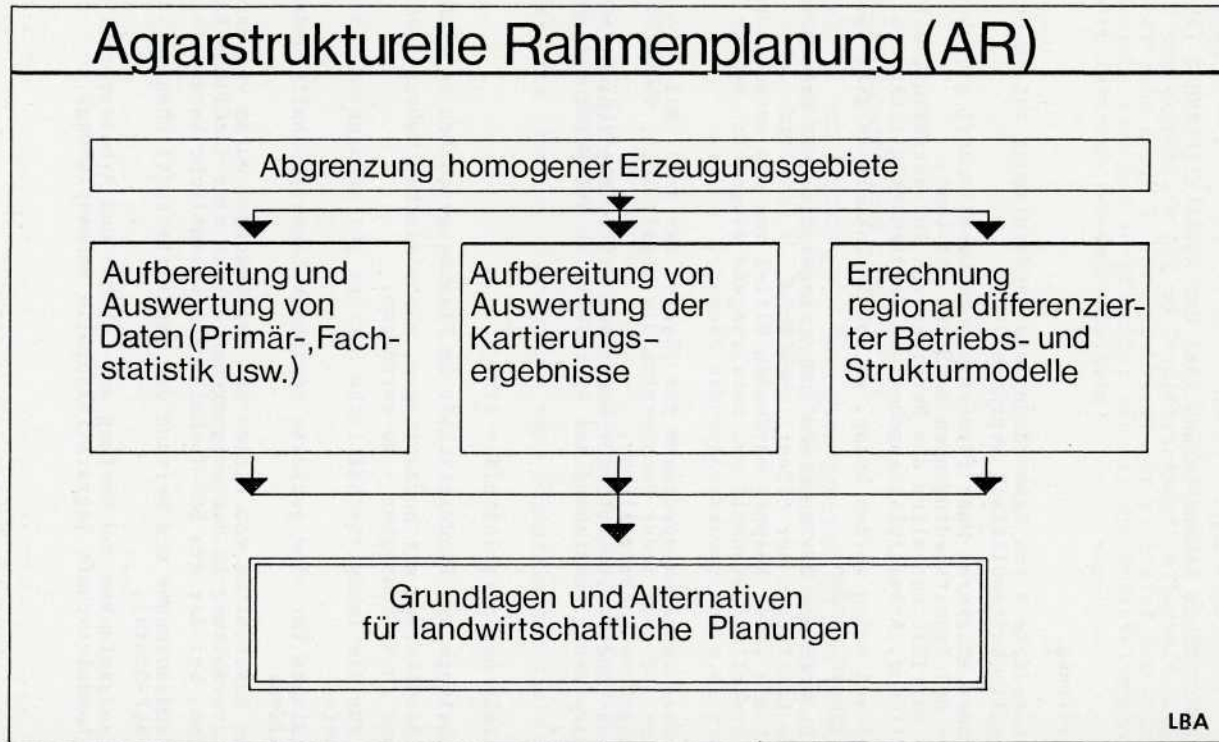 Agrarstrukturelle Rahmenplanung (AR)
Abgrenzung homogener Erzeugungsgebiete
Aufbereitung und
Auswertung von
Daten (Primär-, Fach-
statistik usw.)
Aufbereitung von
Auswertung der
Kartierungs-
ergebnisse
Errechnung
regional differenzier-
ter Betriebs- und
Strukturmodelle
Grundlagen und Alternativen
für landwirtschaftliche Planungen
LBA